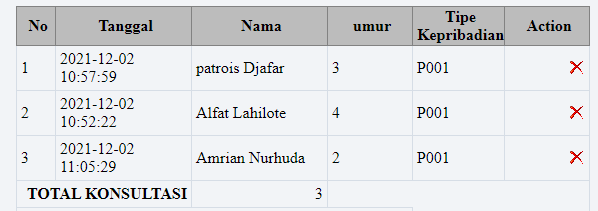 No Tanggal Nama umur Tipe Kepribadian Action
1 2021-12-02 10:57:59 patrois Djafar 3 P001
2 2021-12-02 10:52:22 Alfat Lahilote 4 P001
3 2021-12-02 11:05:29 Amrian Nurhuda 2 P001
TOTAL KONSULTASI 3